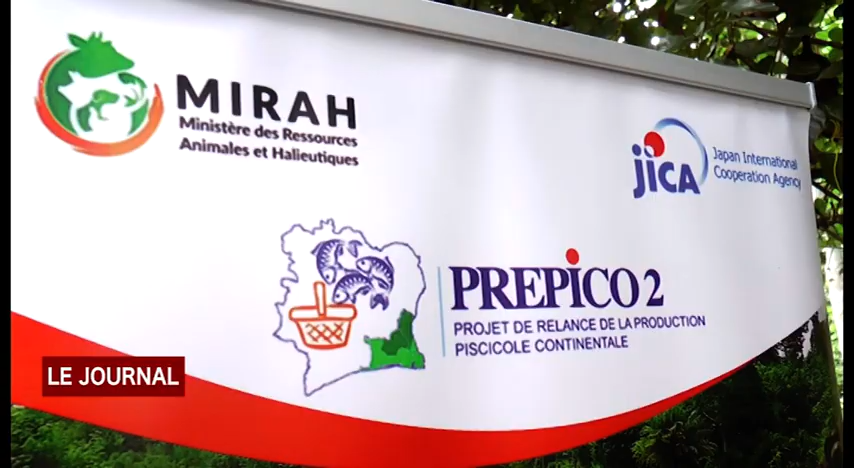 MIRAH
Ministère des Ressources
Animales et Halieutiques
jica
Japan International
Cooperation Agency
PREPICO 2
PROJET DE RELANCE DE LA PRODUCTION
PISCICOLE CONTINENTALE
LE JOURNAL